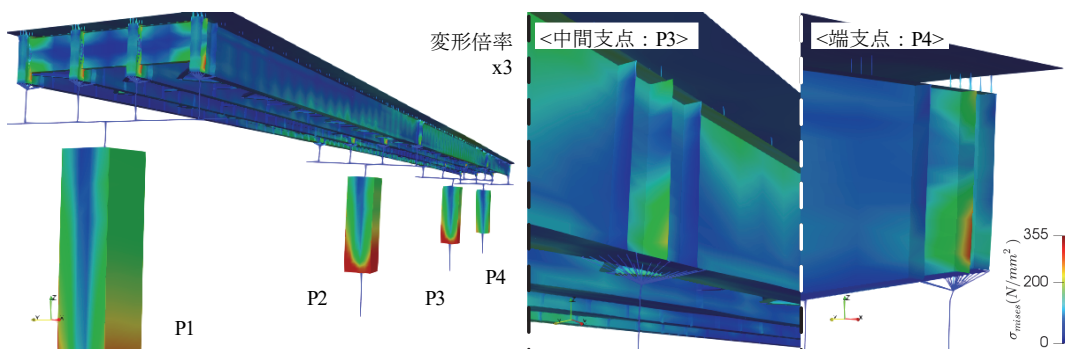 変形倍率
x3
<中間支点:P3>
<端支点:P4>
P1
P2
P3
P4
Z
Y
X
Z
Z
Y
X
355
200
0
σmises(N/mm²)